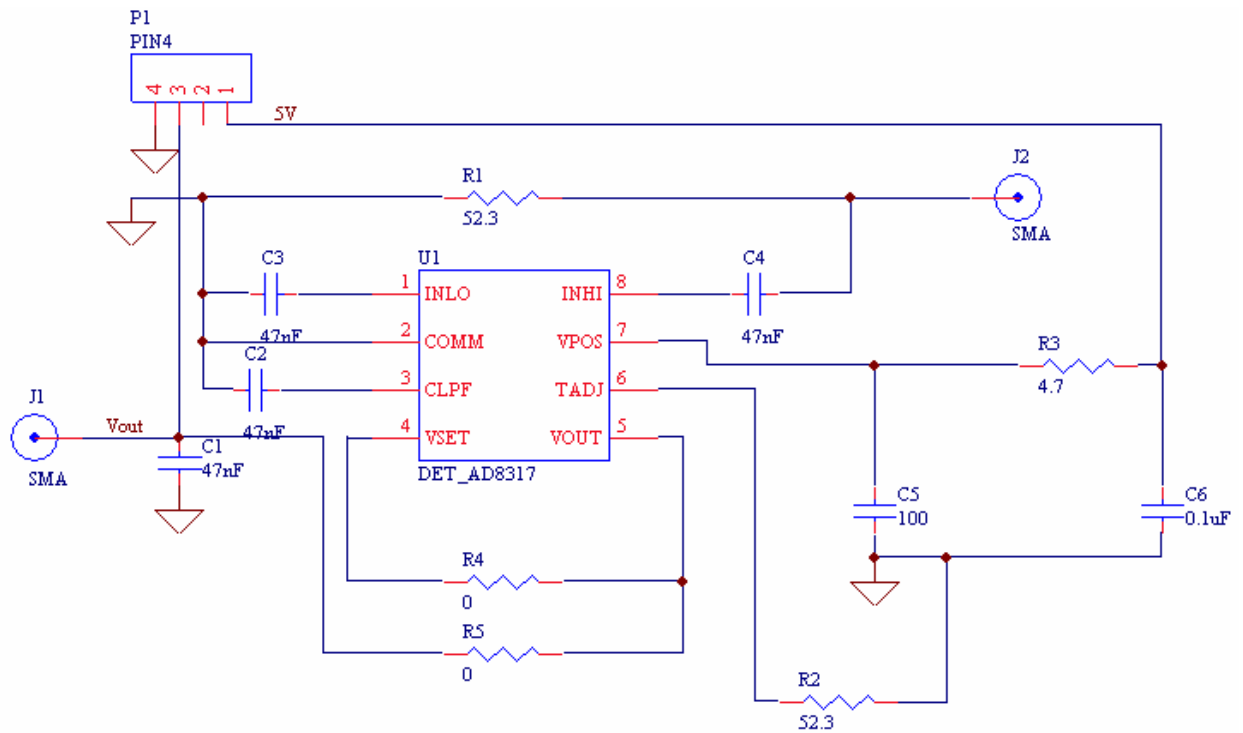 P1
PIN4
4 3 2 1
5V
J2
SMA
R1
52.3
C3
47nF
U1
C4
47nF
1 INLO
INHI 8
2 COMM
VPOS 7
3 CLPF
TADJ 6
4 VSET
VOUT 5
DET_AD8317
C2
47nF
R3
4.7
J1
SMA
Vout
C1
47nF
C5
100
C6
0.1uF
R4
0
R5
0
R2
52.3